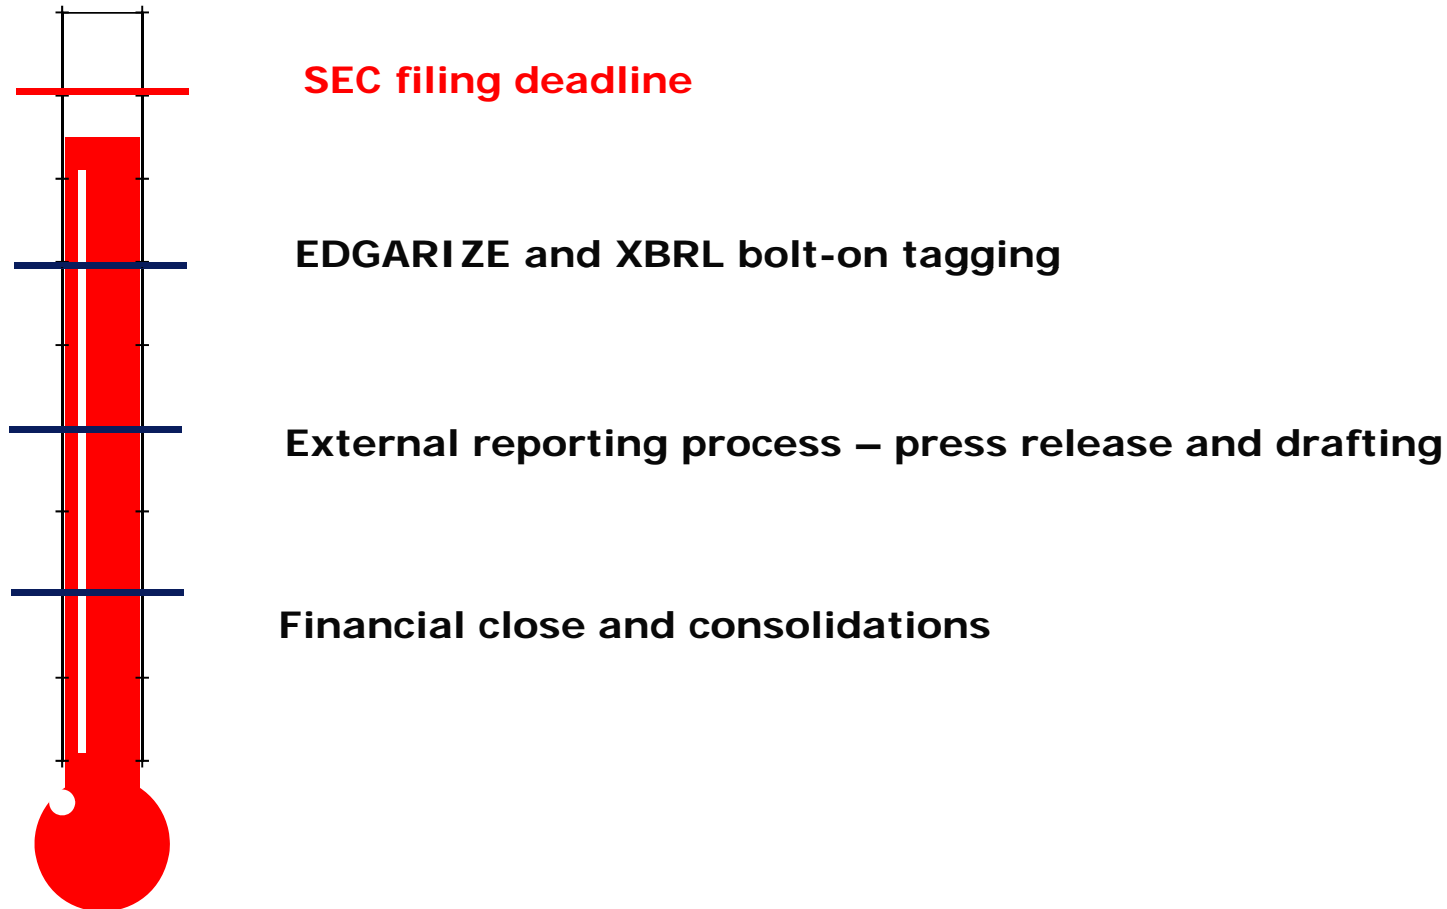 SEC filing deadline
EDGARIZE and XBRL bolt-on tagging
External reporting process – press release and drafting
Financial close and consolidations